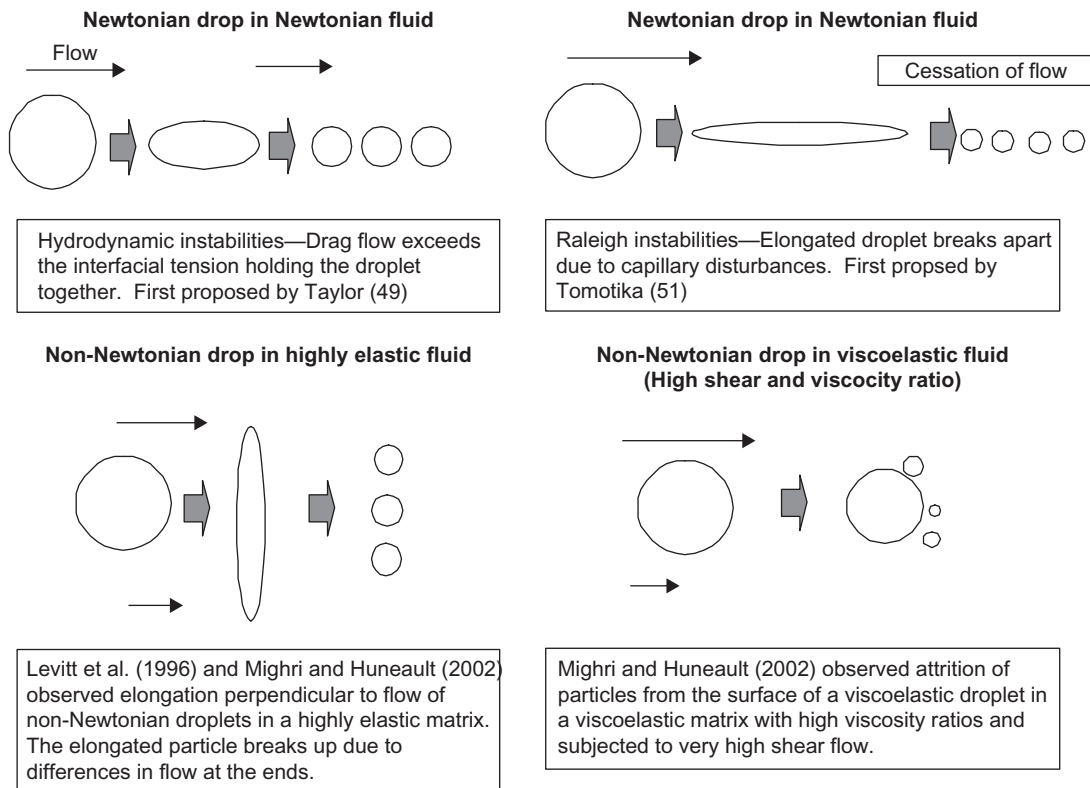 Newtonian drop in Newtonian fluid
Flow
Hydrodynamic instabilities—Drag flow exceeds
the interfacial tension holding the droplet
together. First proposed by Taylor (49)
Newtonian drop in Newtonian fluid
Cessation of flow
Raleigh instabilities—Elongated droplet breaks apart
due to capillary disturbances. First propsed by
Tomotika (51)
Non-Newtonian drop in highly elastic fluid
Levitt et al. (1996) and Mighri and Huneault (2002)
observed elongation perpendicular to flow of
non-Newtonian droplets in a highly elastic matrix.
The elongated particle breaks up due to
differences in flow at the ends.
Non-Newtonian drop in viscoelastic fluid
(High shear and viscocity ratio)
Mighri and Huneault (2002) observed attrition of
particles from the surface of a viscoelastic droplet in
a viscoelastic matrix with high viscosity ratios and
subjected to very high shear flow.